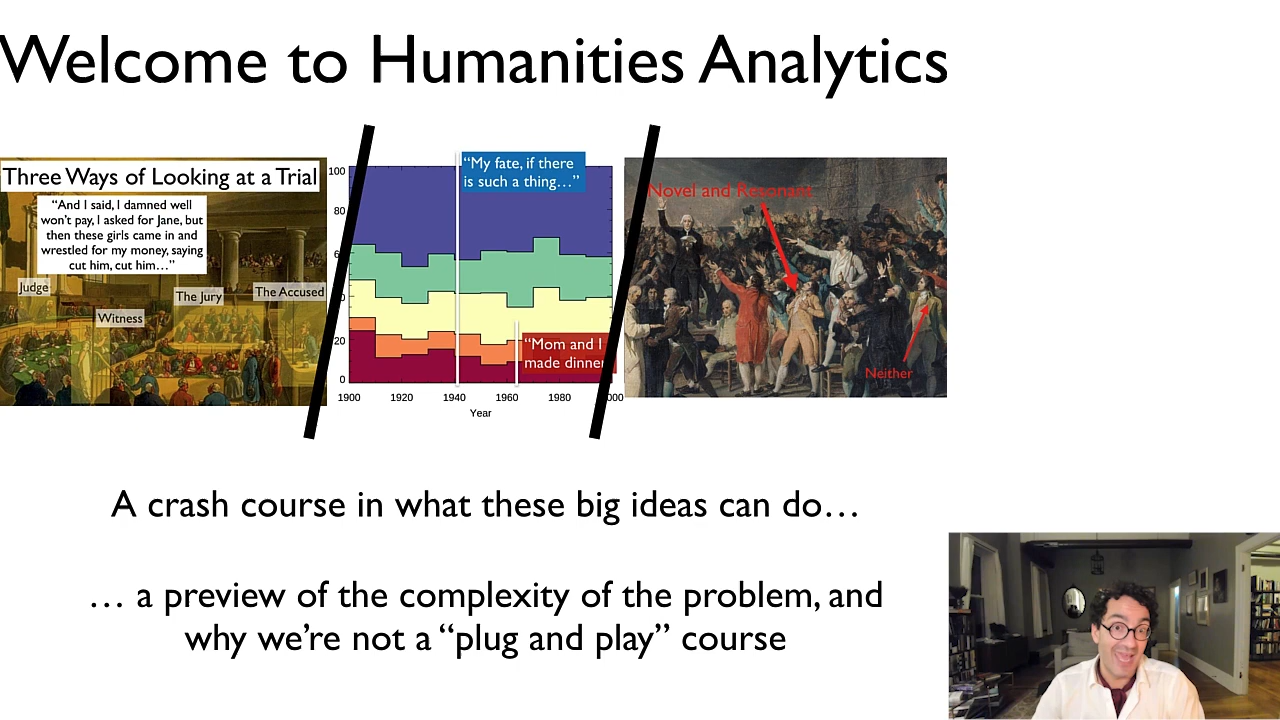 Welcome to Humanities Analytics
Three Ways of Looking at a Trial
“And I said, I damned well
won’t pay, I asked for Jane, but
then these girls came in and
wrestled for my money, saying
cut him, cut him…”
Judge
Witness
The Jury
The Accused
100
80
20
0
1900
1920
1940
1960
1980
Year
“My fate, if there
is such a thing…”
“Mom and I
made dinner
Novel and Resonant
Neither
A crash course in what these big ideas can do…
… a preview of the complexity of the problem, and
why we’re not a “plug and play” course